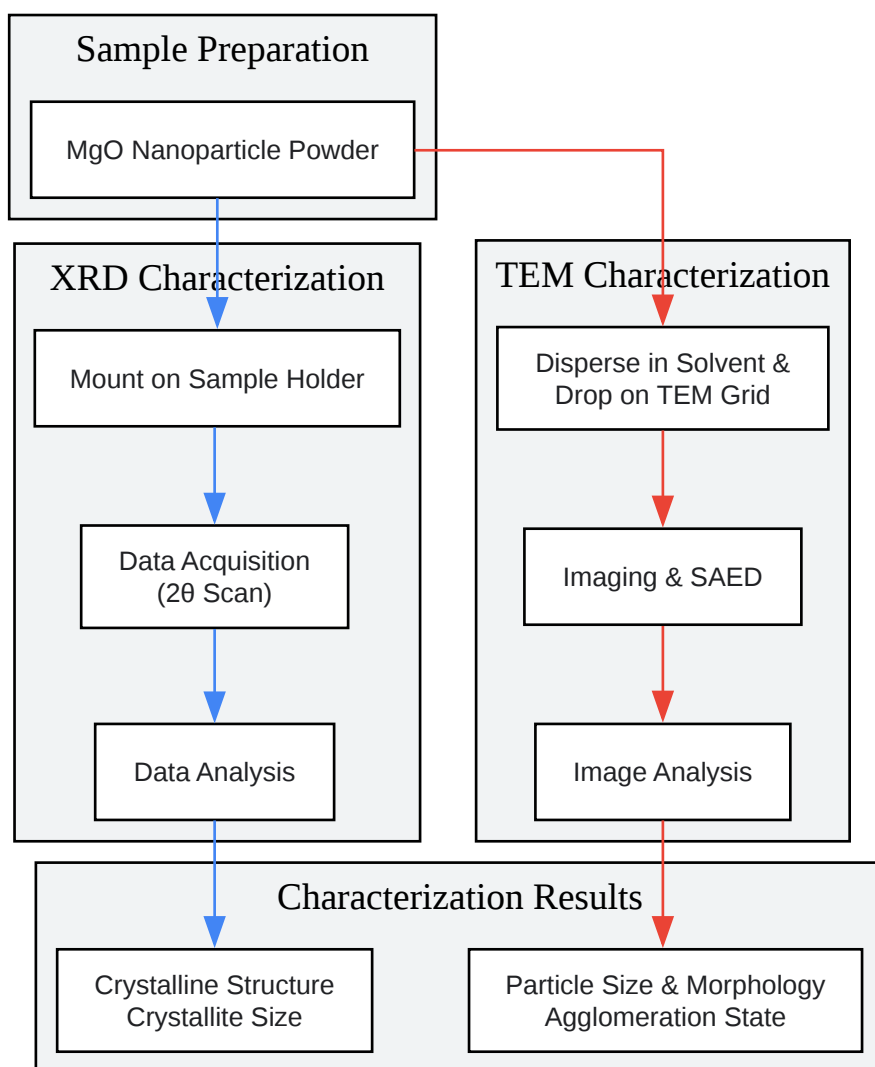 Sample Preparation
MgO Nanoparticle Powder
XRD Characterization
Mount on Sample Holder
Data Acquisition
(2θ Scan)
Data Analysis
TEM Characterization
Disperse in Solvent &
Drop on TEM Grid
Imaging & SAED
Image Analysis
Characterization Results
Crystalline Structure
Crystallite Size
Particle Size & Morphology
Agglomeration State